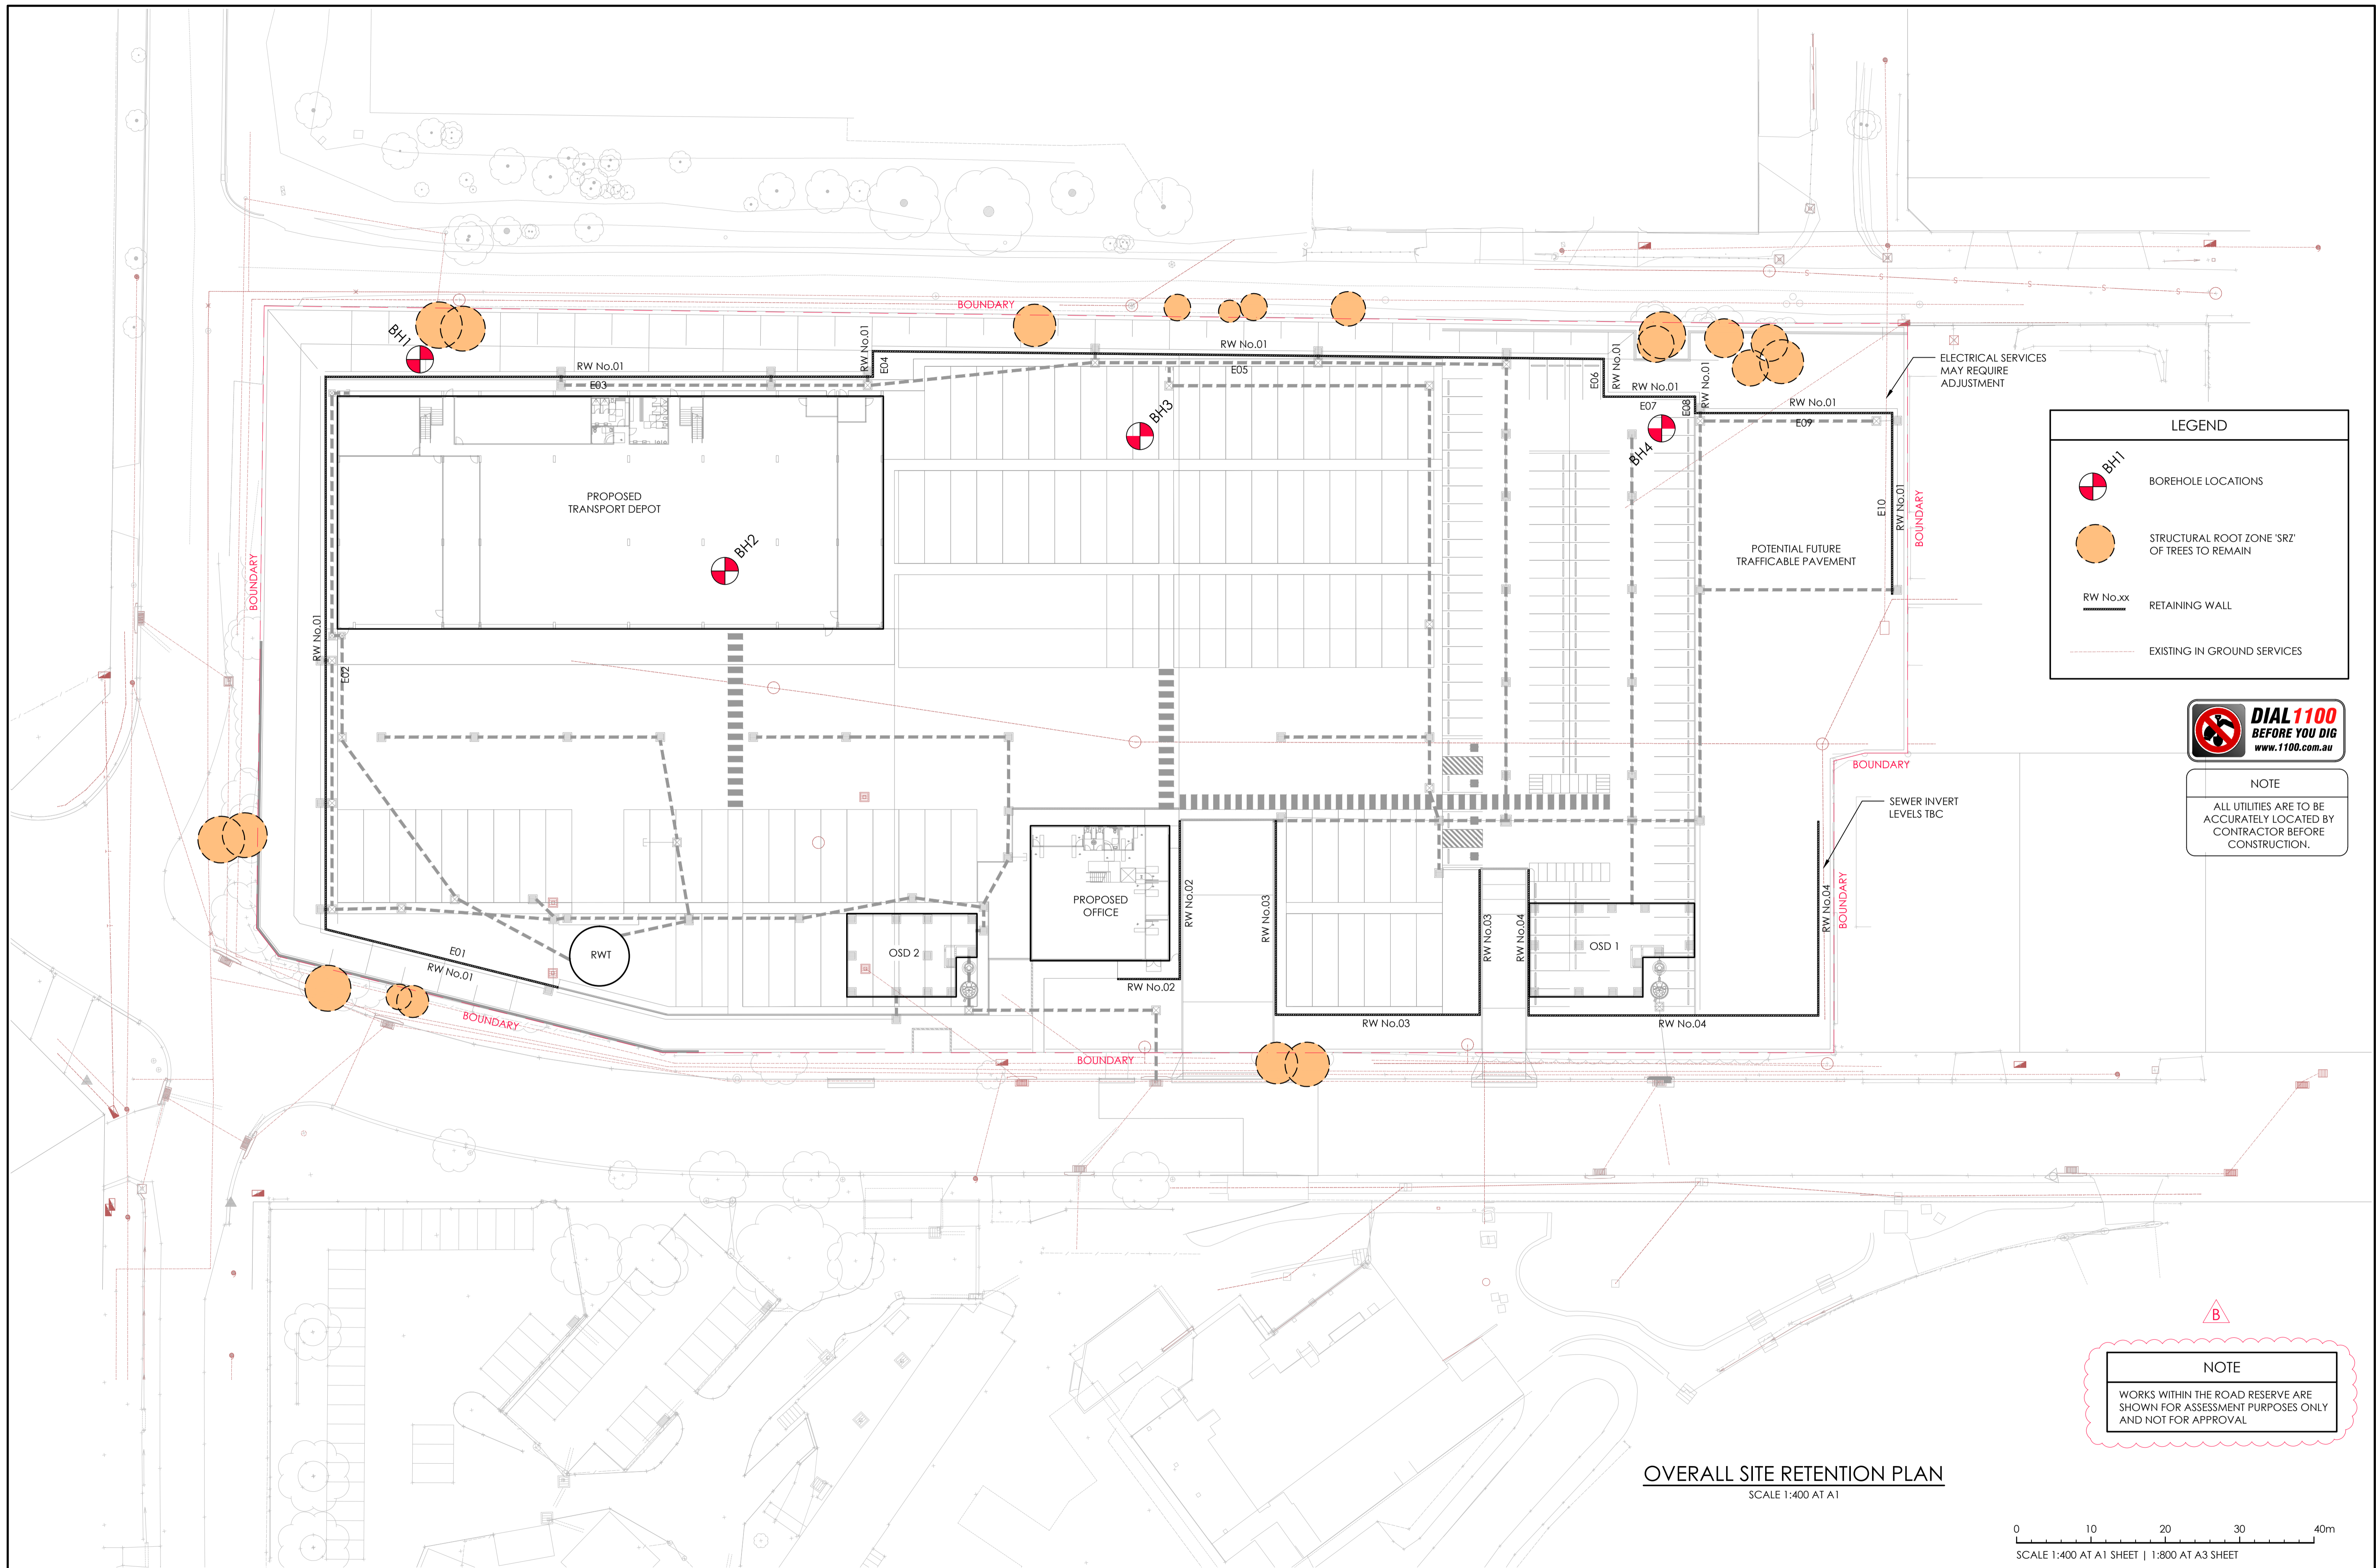 BOUNDARY
BH1
RW No.01
E03
RW No.01
E04
RW No.01
E05
E06
RW No.01
RW No.01
E07
E08
RW No.01
RW No.01
E09
ELECTRICAL SERVICES
MAY REQUIRE
ADJUSTMENT
BH3
BH4
LEGEND
BH1
BOREHOLE LOCATIONS
STRUCTURAL ROOT ZONE 'SRZ'
OF TREES TO REMAIN
RW No.xx
RETAINING WALL
EXISTING IN GROUND SERVICES
PROPOSED
TRANSPORT DEPOT
BH2
E10
RW No.01
BOUNDARY
POTENTIAL FUTURE
TRAFFICABLE PAVEMENT
BOUNDARY
RW No.01
E02
DIAL 1100
BEFORE YOU DIG
www.1100.com.au
BOUNDARY
NOTE
ALL UTILITIES ARE TO BE
ACCURATELY LOCATED BY
CONTRACTOR BEFORE
CONSTRUCTION.
SEWER INVERT
LEVELS TBC
PROPOSED
OFFICE
RW No.02
RW No.03
RW No.03
RW No.04
OSD 1
RW No.04
BOUNDARY
E01
RW No.01
RWT
OSD 2
RW No.02
RW No.03
RW No.04
BOUNDARY
BOUNDARY
S
S
S
S
S
B
NOTE
WORKS WITHIN THE ROAD RESERVE ARE
SHOWN FOR ASSESSMENT PURPOSES ONLY
AND NOT FOR APPROVAL
OVERALL SITE RETENTION PLAN
SCALE 1:400 AT A1
0 10 20 30 40m
SCALE 1:400 AT A1 SHEET | 1:800 AT A3 SHEET